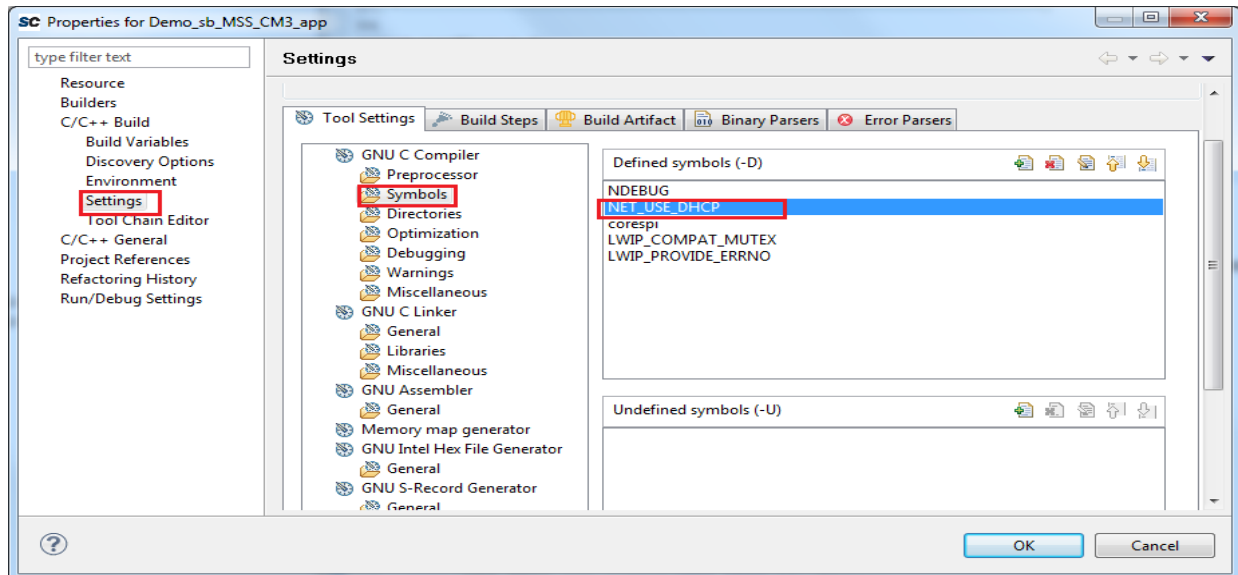 SC Properties for Demo_sb_MSS_CM3_app
type filter text
Settings
Resource
Builders
C/C++ Build
Build Variables
Discovery Options
Environment
Settings
Tool Chain Editor
C/C++ General
Project References
Refactoring History
Run/Debug Settings
Tool Settings
Build Steps
Build Artifact
010
Binary Parsers
Error Parsers
GNU C Compiler
Preprocessor
Symbols
Directories
Optimization
Debugging
Warnings
Miscellaneous
GNU C Linker
General
Libraries
Miscellaneous
GNU Assembler
General
Memory map generator
GNU Intel Hex File Generator
General
GNU S-Record Generator
General
Defined symbols (-D)
NDEBUG
NET_USE_DHCP
corespi
LWIP_COMPAT_MUTEX
LWIP_PROVIDE_ERRNO
Undefined symbols (-U)
?
OK
Cancel